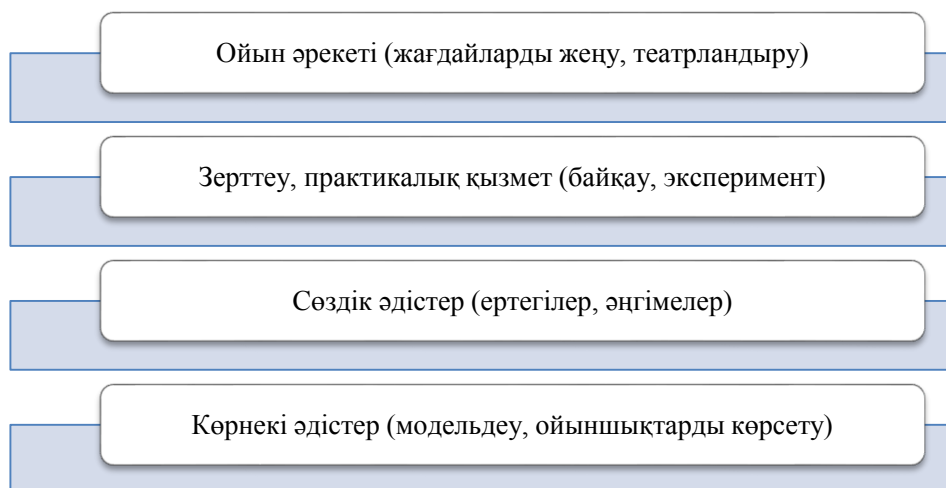 Ойын әрекеті (жағдайларды жеңу, театрландыру)
Зерттеу, практикалық қызмет (байқау, эксперимент)
Сөздік әдістер (ертегілер, әңгімелер)
Көрнекі әдістер (модельдеу, ойыншықтарды көрсету)